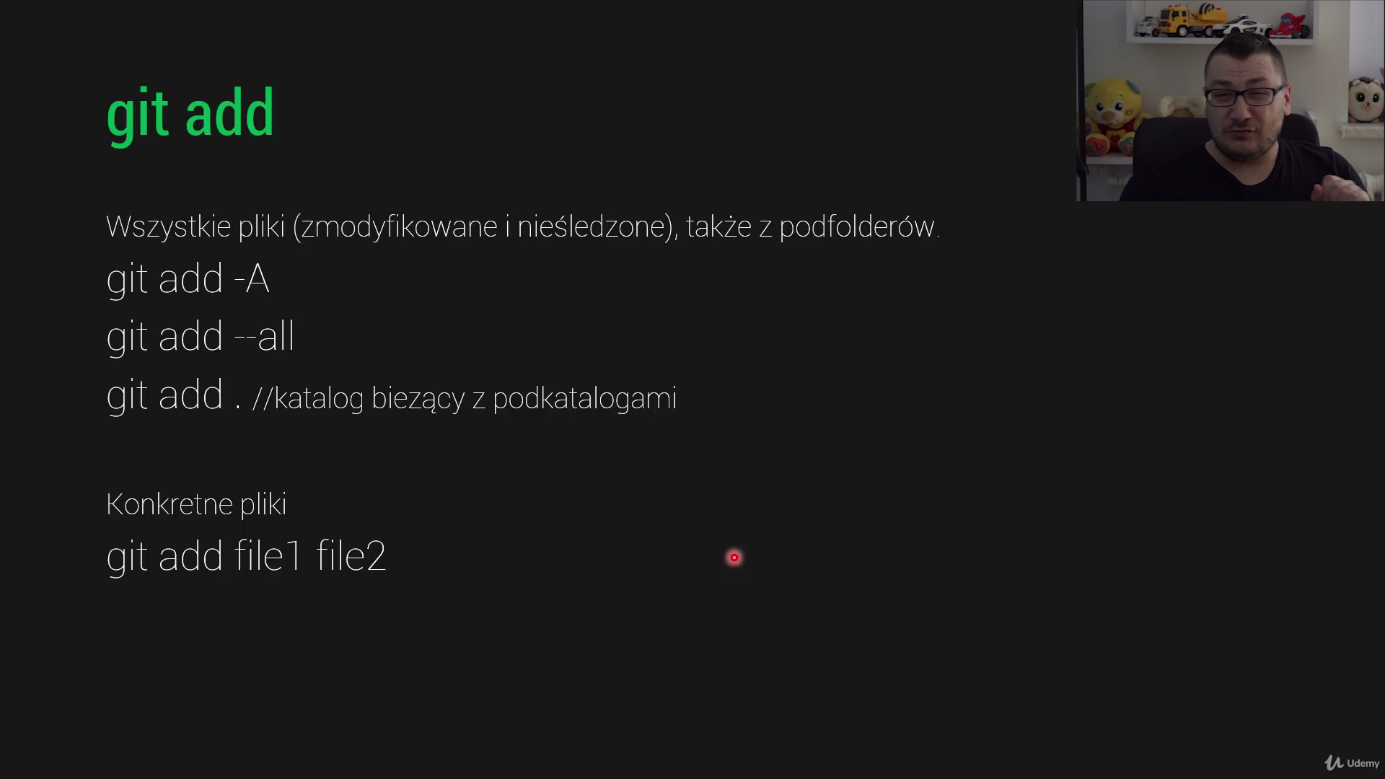 git add
Wszystkie pliki (zmodyfikowane i nieśledzone), także z podfolderów.
git add -A
git add --all
git add . //katalog biezący z podkatalogami
Konkretne pliki
git add file1 file2
Udemy